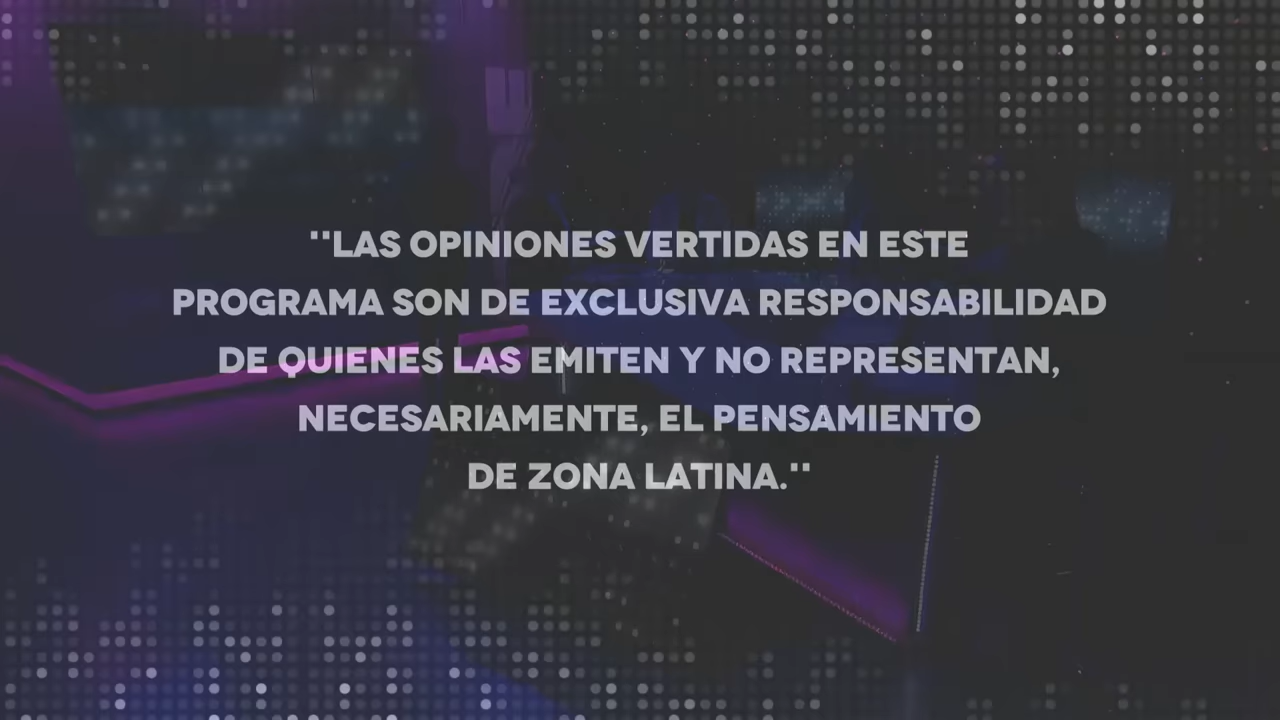 "LAS OPINIONES VERTIDAS EN ESTE
PROGRAMA SON DE EXCLUSIVA RESPONSABILIDAD
DE QUIENES LAS EMITEN Y NO REPRESENTAN,
NECESARIAMENTE, EL PENSAMIENTO
DE ZONA LATINA."